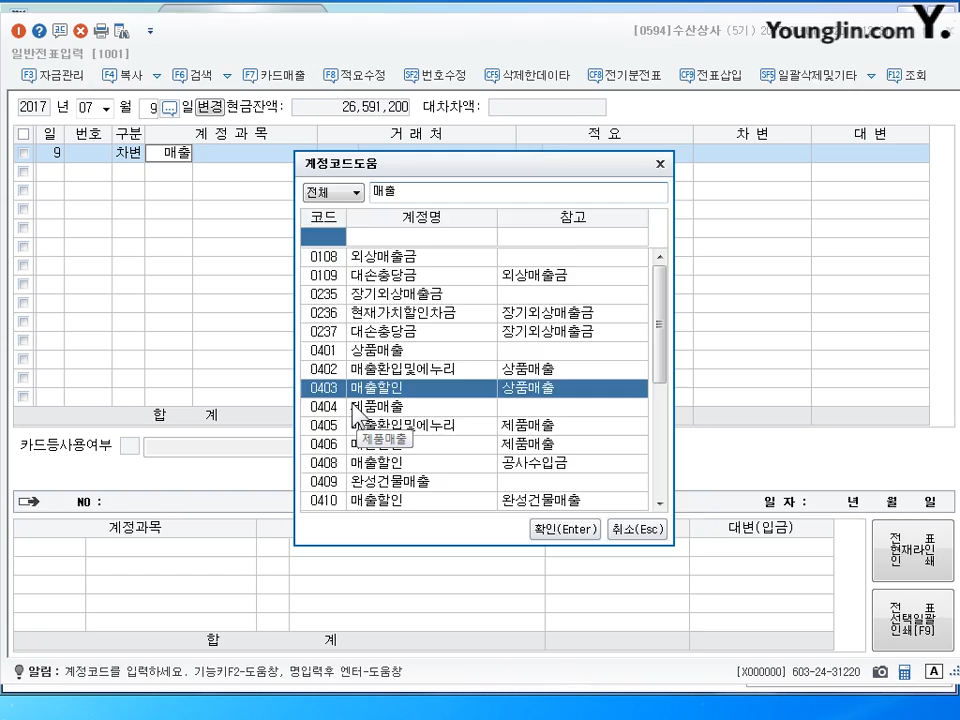 Younglin.com Y.
[0594]수산상사 (5기)
일반전표입력 [1001]
F3 자금관리 F4 복사 F6 검색 F7 카드매출 F8 적요수정 SF2 번호수정 CF5 삭제한데이타 CF8 전기분전표 CF9 전표삽입 SF5 일괄삭제및기타 F12 조회
2017 년 07 월 9 일 변경 현금잔액: 26,591,200 대차차액:
일 번호 구분 계 정 과 목 거 래 처 적 요 차 변 대 변
9 차변 매출
계정코드도움
전체 매출
코드 계정명 참고
0108 외상매출금
0109 대손충당금 외상매출금
0235 장기외상매출금
0236 현재가치할인차금 장기외상매출금
0237 대손충당금 장기외상매출금
0401 상품매출
0402 매출환입및에누리 상품매출
0403 매출할인 상품매출
0404 제품매출
0405 매출환입및에누리 제품매출
제품매출
0406 제품매출
0408 매출할인 공사수입금
0409 완성건물매출
0410 매출할인 완성건물매출
확인(Enter) 취소(Esc)
합 계
카드등사용여부
NO : 일 자 : 년 월 일
계정과목 대변(입금)
합 계
전 표
현재라인
인 쇄
전 표
선택일괄
인쇄[F9]
알림 : 계정코드를 입력하세요. 기능키F2-도움창, 명입력후 엔터-도움창
[X000000] 603-24-31220 A